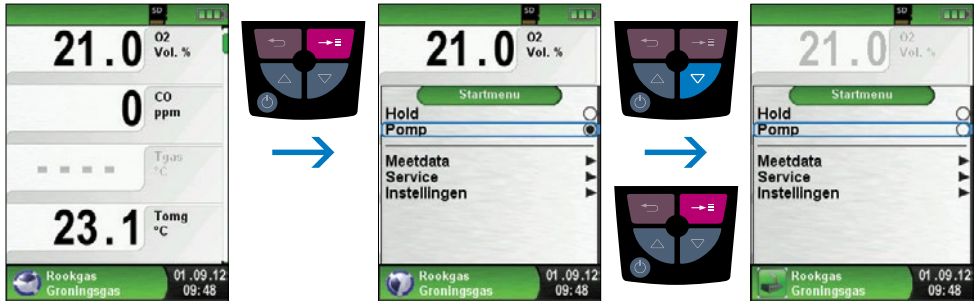 SD
21.0 O2
Vol. %
0 CO
ppm
- - - - Tgas
°C
23.1 Tomg
°C
Rookgas 01.09.12
Groningsgas 09:48
SD
21.0 O2
Vol. %
Startmenu
Hold
Pomp
Meetdata
Service
Instellingen
Rookgas 01.09.12
Groningsgas 09:48
SD
21.0 O2
Vol. %
Startmenu
Hold
Pomp
Meetdata
Service
Instellingen
Rookgas 01.09.12
Groningsgas 09:48